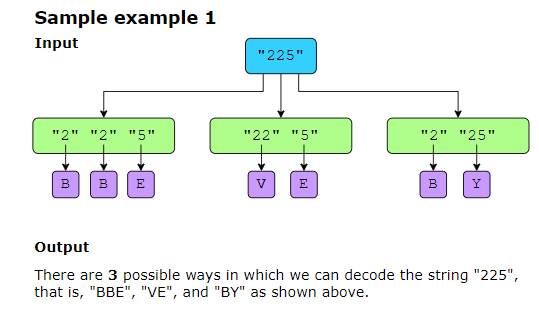 Sample example 1
Input
"225"
"2" "2" "5"
"22" "5"
"2" "25"
B B E
V E
B Y
Output
There are 3 possible ways in which we can decode the string "225",
that is, "BBE", "VE", and "BY" as shown above.